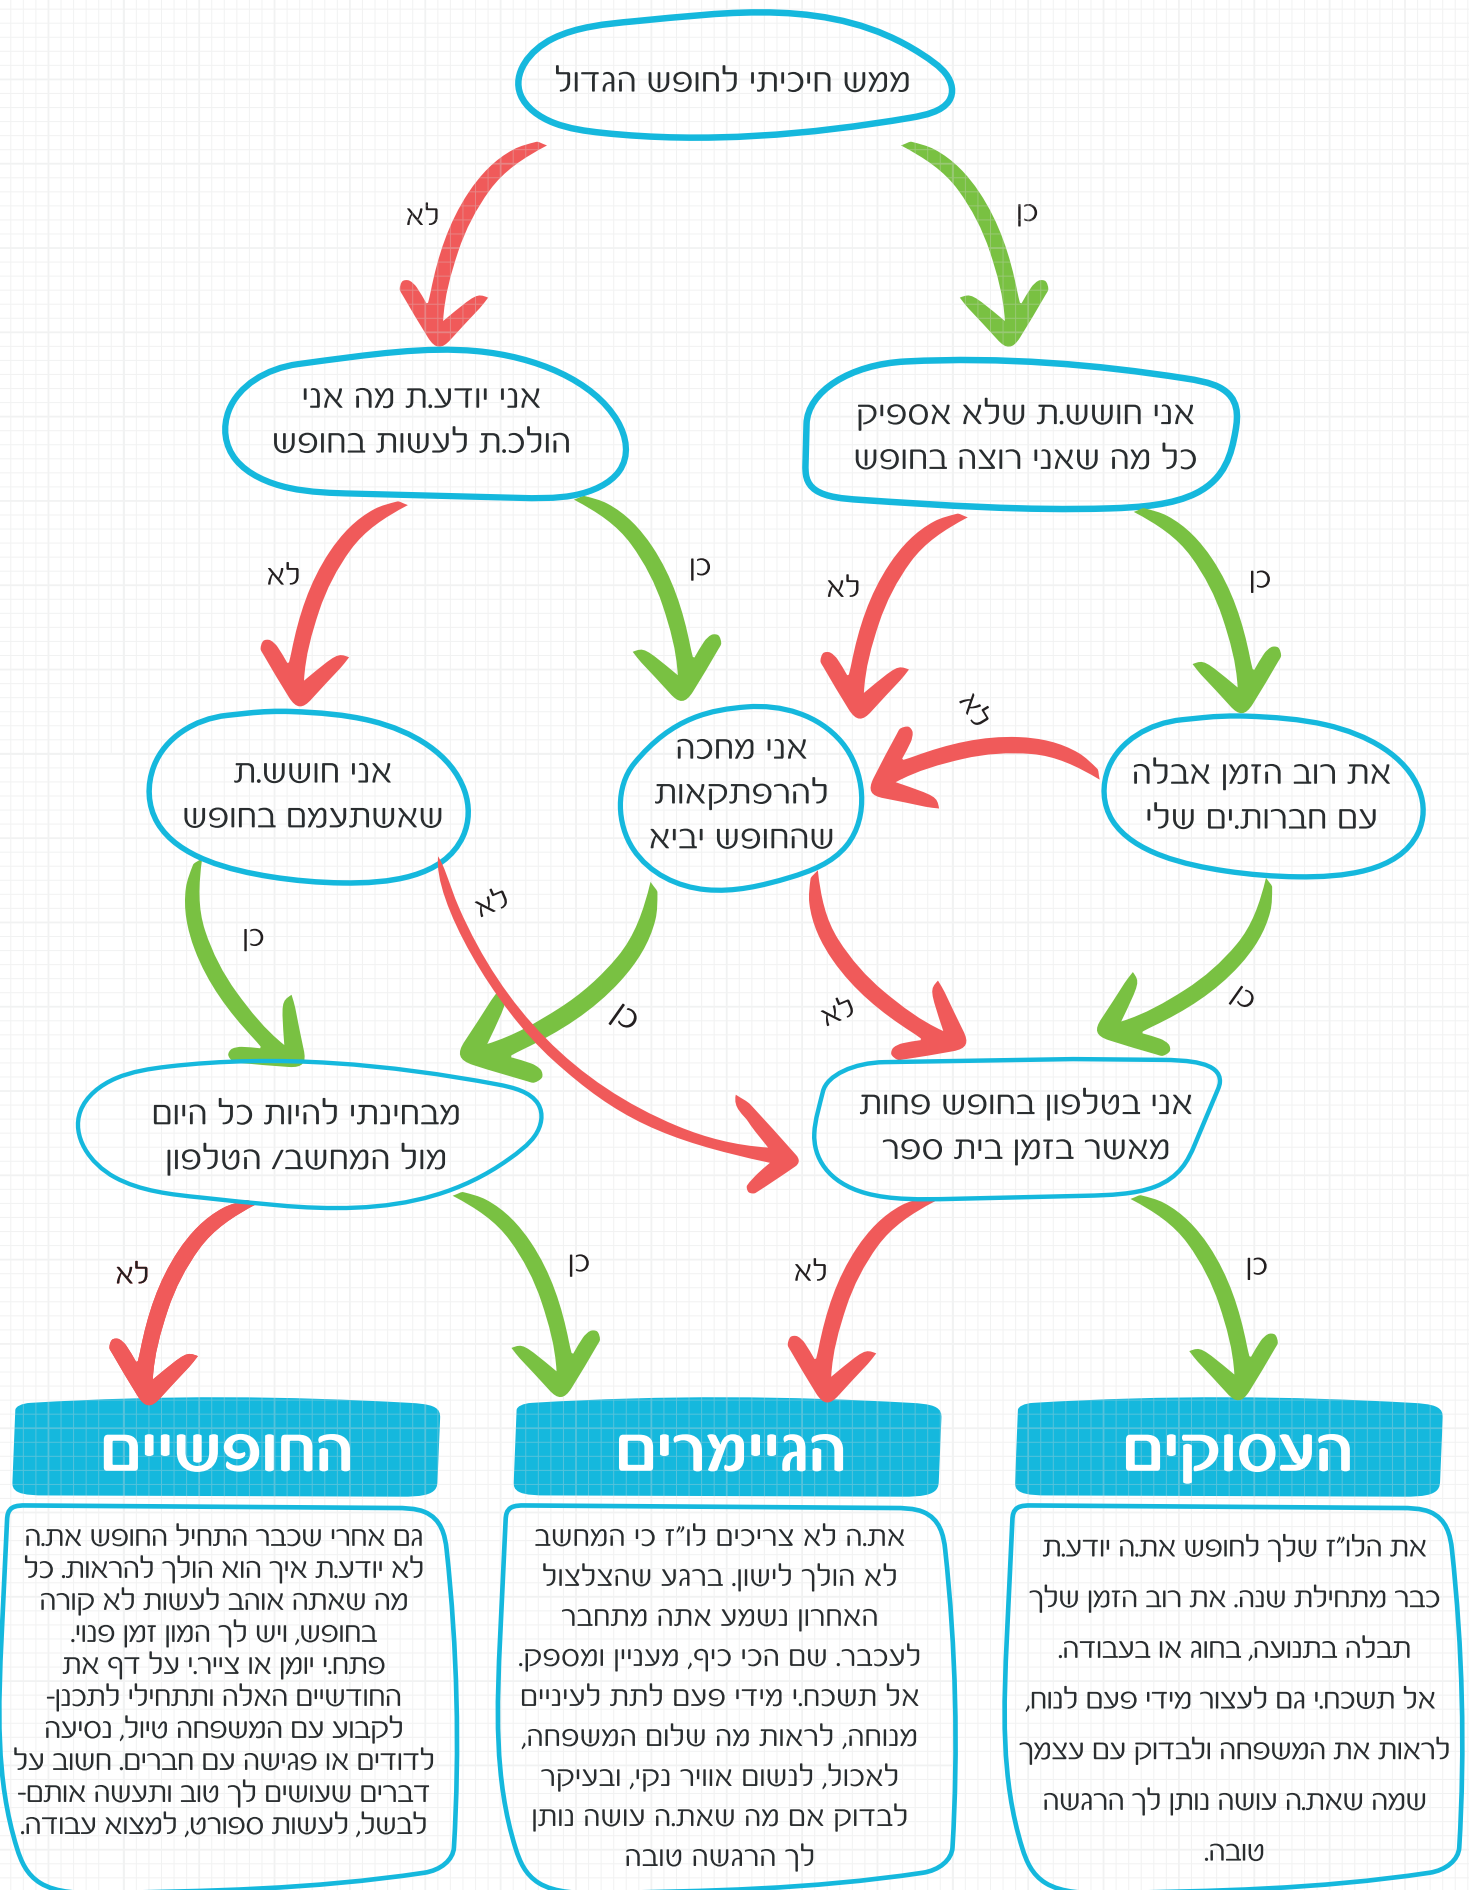 ממש חיכיתי לחופש הגדול
כן
לא
אני חושש.ת שלא אספיק
כל מה שאני רוצה בחופש
אני יודע.ת מה אני
הולכ.ת לעשות בחופש
כן
לא
כן
לא
את רוב הזמן אבלה
עם חברות.ים שלי
לא
אני מחכה
להרפתקאות
שהחופש יביא
אני חושש.ת
שאשתעמם בחופש
כן
לא
כן
לא
כן
אני בטלפון בחופש פחות
מאשר בזמן בית ספר
מבחינתי להיות כל היום
מול המחשב/ הטלפון
כן
לא
כן
לא
העסוקים
את הלו"ז שלך לחופש את.ה יודע.ת
כבר מתחילת שנה. את רוב הזמן שלך
תבלה בתנועה, בחוג או בעבודה.
אל תשכח.י גם לעצור מידי פעם לנוח,
לראות את המשפחה ולבדוק עם עצמך
שמה שאת.ה עושה נותן לך הרגשה
טובה.
הגיימרים
את.ה לא צריכים לו"ז כי המחשב
לא הולך לישון. ברגע שהצלצול
האחרון נשמע אתה מתחבר
לעכבר. שם הכי כיף, מעניין ומספק.
אל תשכח.י מידי פעם לתת לעיניים
מנוחה, לראות מה שלום המשפחה,
לאכול, לנשום אוויר נקי, ובעיקר
לבדוק אם מה שאת.ה עושה נותן
לך הרגשה טובה
החופשיים
גם אחרי שכבר התחיל החופש את.ה
לא יודע.ת איך הוא הולך להראות. כל
מה שאתה אוהב לעשות לא קורה
בחופש, ויש לך המון זמן פנוי.
פתח.י יומן או צייר.י על דף את
החודשיים האלה ותתחילי לתכנן-
לקבוע עם המשפחה טיול, נסיעה
לדודים או פגישה עם חברים. חשוב על
דברים שעושים לך טוב ותעשה אותם-
לבשל, לעשות ספורט, למצוא עבודה.